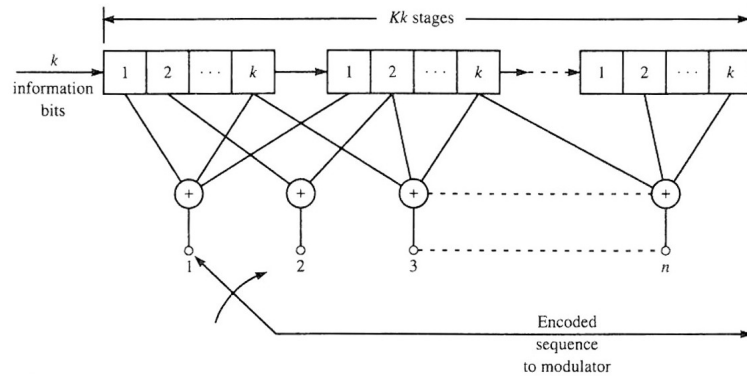 Kk stages
k
information
bits
1 2 ··· k
1 2 ··· k
1 2 ··· k
+ + + +
1 2 3 n
Encoded
sequence
to modulator